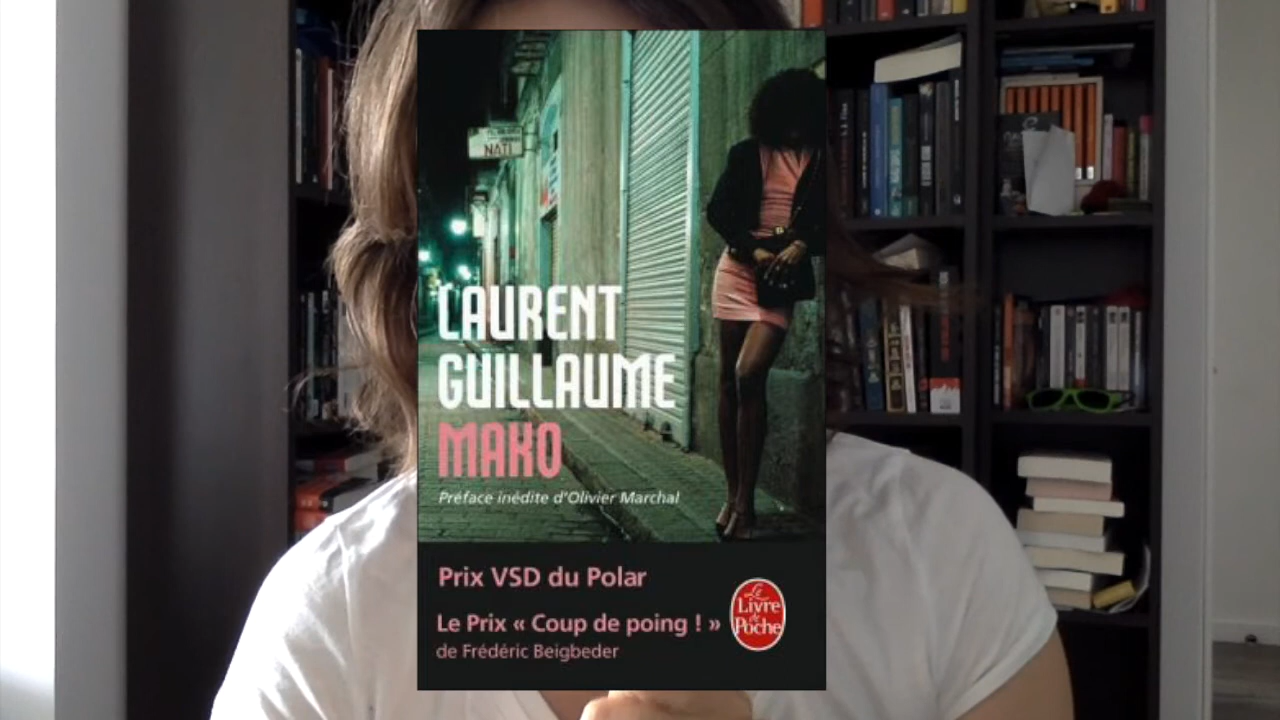 NATI
LAURENT
GUILLAUME
MAKO
Préface inédite d'Olivier Marchal
Prix VSD du Polar
Le Prix « Coup de poing ! »
de Frédéric Beigbeder
Le
Livre
de
Poche